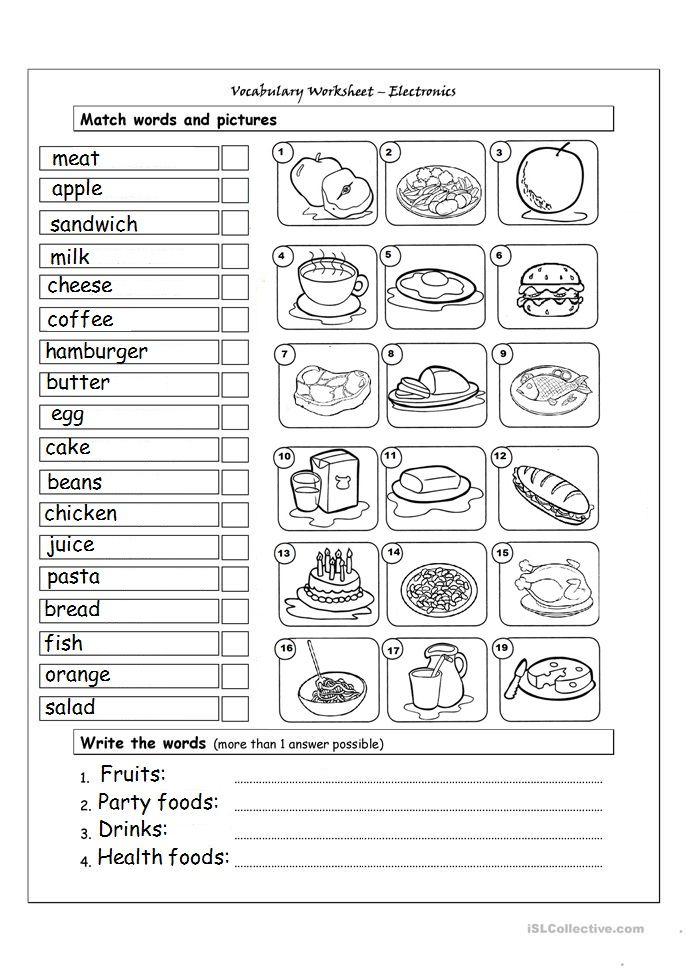 Vocabulary Worksheet – Electronics
Match words and pictures
meat
apple
sandwich
milk
cheese
coffee
hamburger
butter
egg
cake
beans
chicken
juice
pasta
bread
fish
orange
salad
1 2 3
4 5 6
7 8 9
10 11 12
13 14 15
16 17 19
Write the words (more than 1 answer possible)
1. Fruits: ........................................
2. Party foods: ........................................
3. Drinks: ........................................
4. Health foods: ........................................
iSLCollective.com